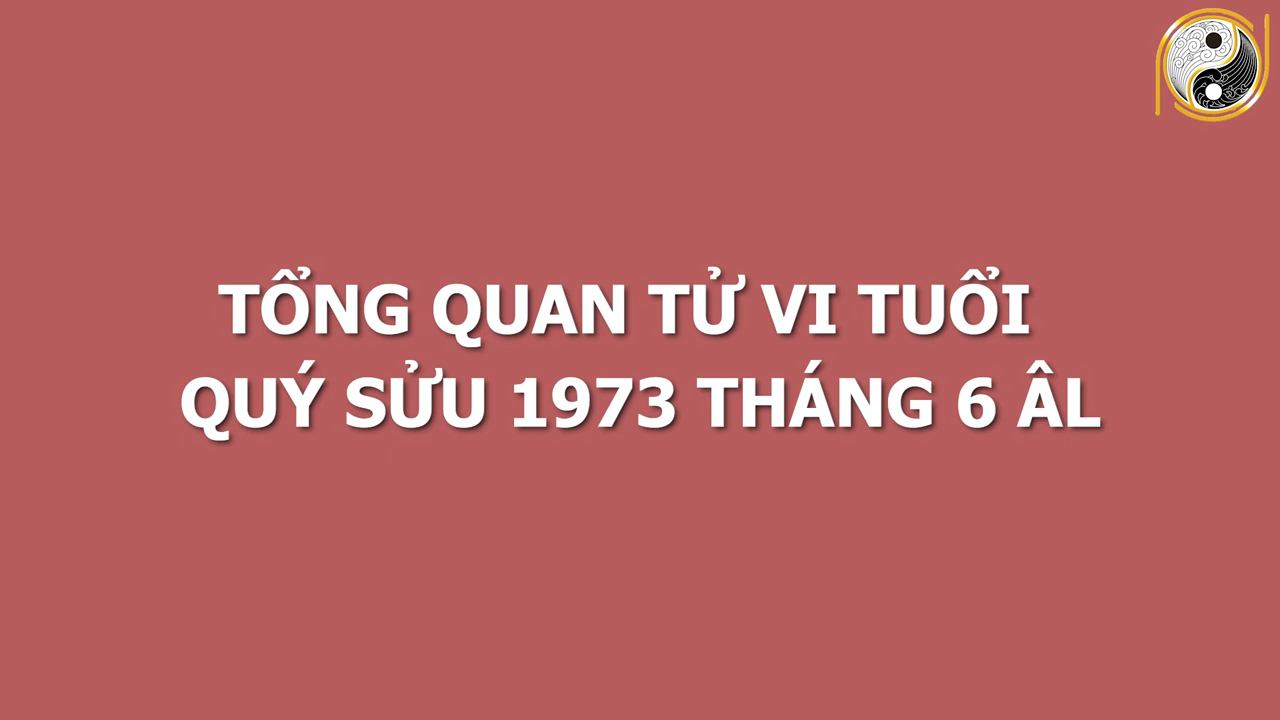 TỔNG QUAN TỬ VI TUỔI
QUÝ SỬU 1973 THÁNG 6 ÂL